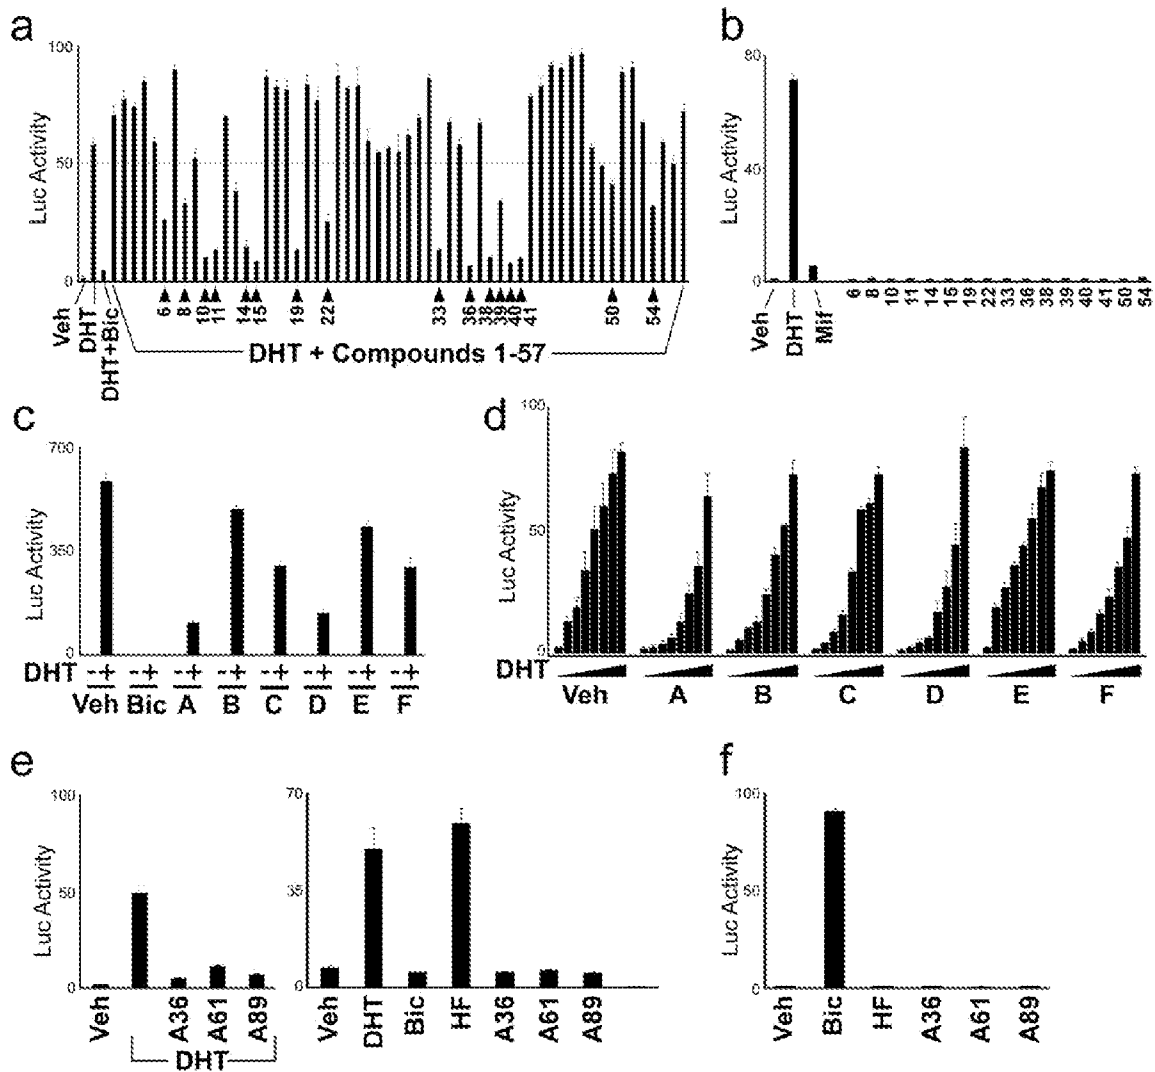 a
100
50
0
Luc Activity
Veh
DHT
DHT+Bic
6
8
10
11
14
15
19
22
33
36
38
39
40
41
50
54
DHT + Compounds 1-57
b
80
40
0
Luc Activity
Veh
DHT
Mif
6
8
10
11
14
15
19
22
33
36
38
39
40
41
50
54
c
700
350
0
Luc Activity
DHT - + - + - + - + - + - + - + - +
Veh Bic A B C D E F
d
100
50
0
Luc Activity
DHT
Veh A B C D E F
e
100
50
0
Luc Activity
Veh
A36
A61
A89
DHT
70
35
0
Veh
DHT
Bic
HF
A36
A61
A89
f
100
50
0
Luc Activity
Veh
Bic
HF
A36
A61
A89